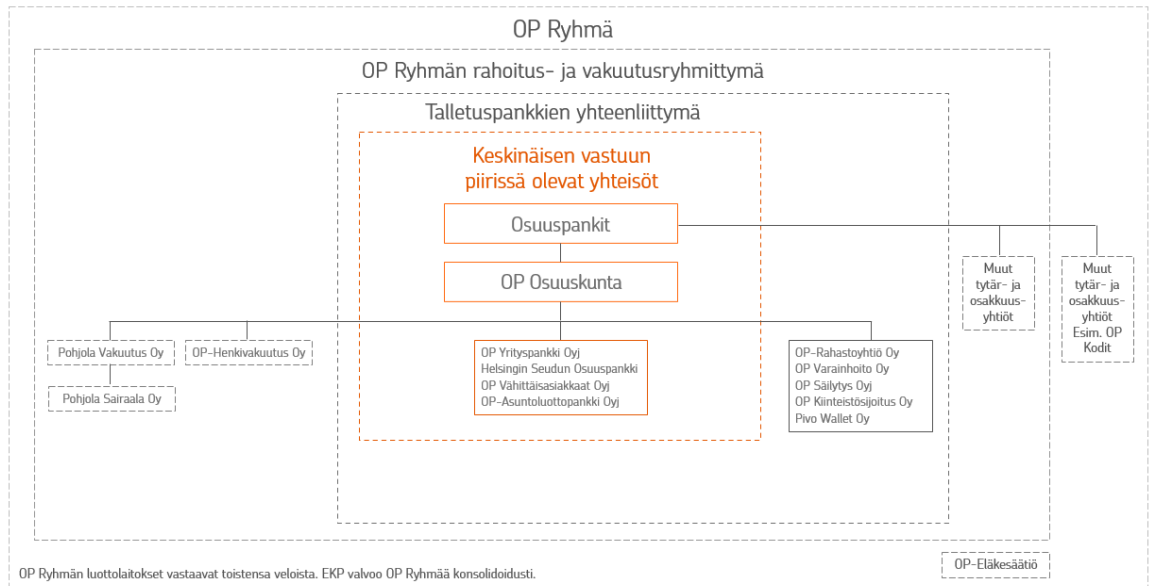 OP Ryhmä
OP Ryhmän rahoitus- ja vakuutusryhmittymä
Talletuspankkien yhteenliittymä
Keskinäisen vastuun
piirissä olevat yhteisöt
Osuuspankit
OP Osuuskunta
Muut
tytär- ja
osakkuus-
yhtiöt
Muut
tytär- ja
osakkuus-
yhtiöt
Esim. OP
Kodit
Pohjola Vakuutus Oy
Pohjola Sairaala Oy
OP-Henkivakuutus Oy
OP Yrityspankki Oyj
Helsingin Seudun Osuuspankki
OP Vähittäisasiakkaat Oyj
OP-Asuntoluottopankki Oyj
OP-Rahastoyhtiö Oy
OP Varainhoito Oy
OP Säilytys Oyj
OP Kiinteistösijoitus Oy
Pivo Wallet Oy
OP-Eläkesäätiö
OP Ryhmän luottolaitokset vastaavat toistensa veloista. EKP valvoo OP Ryhmää konsolidoidusti.